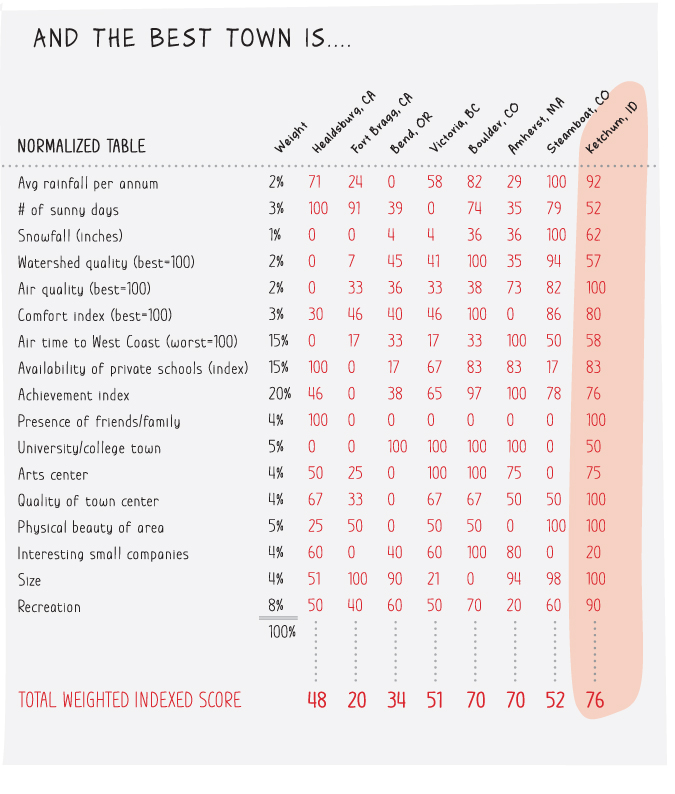 AND THE BEST TOWN IS....
NORMALIZED TABLE Weight Healdsburg, CA Fort Bragg, CA Bend, OR Victoria, BC Boulder, CO Amherst, MA Steamboat, CO Ketchum, ID
Avg rainfall per annum 2% 71 24 0 58 82 29 100 92
# of sunny days 3% 100 91 39 0 74 35 79 52
Snowfall (inches) 1% 0 0 4 4 36 36 100 62
Watershed quality (best=100) 2% 0 7 45 41 100 35 94 57
Air quality (best=100) 2% 0 33 36 33 38 73 82 100
Comfort index (best=100) 3% 30 46 40 46 100 0 86 80
Air time to West Coast (worst=100) 15% 0 17 33 17 33 100 50 58
Availability of private schools (index) 15% 100 0 17 67 83 83 17 83
Achievement index 20% 46 0 38 65 97 100 78 76
Presence of friends/family 4% 100 0 0 0 0 0 0 100
University/college town 5% 0 0 100 100 100 100 0 50
Arts center 4% 50 25 0 100 100 75 0 75
Quality of town center 4% 67 33 0 67 67 50 50 100
Physical beauty of area 5% 25 50 0 50 50 0 100 100
Interesting small companies 4% 60 0 40 60 100 80 0 20
Size 4% 51 100 90 21 0 94 98 100
Recreation 8% 50 40 60 50 70 20 60 90
100%
TOTAL WEIGHTED INDEXED SCORE 48 20 34 51 70 70 52 76